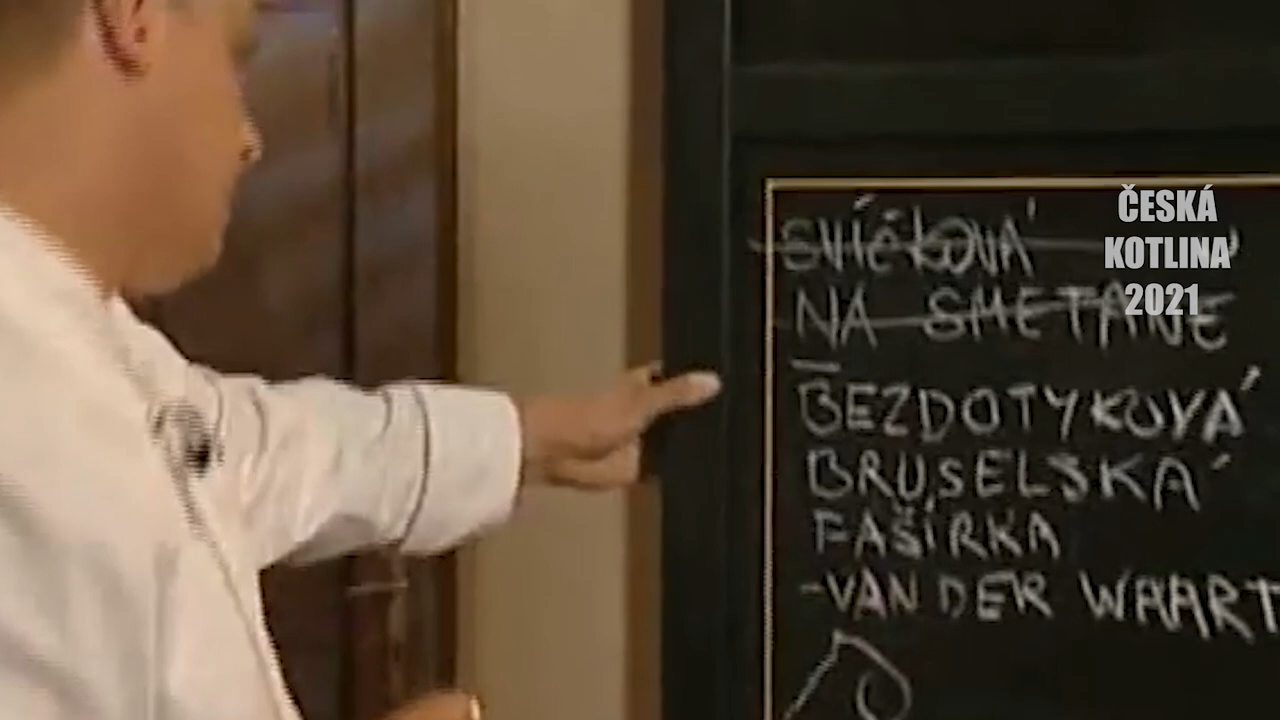 SVÍČKOVÁ
NA SMETANĚ
- BEZDOTYKOVÁ
BRUSELSKÁ
FAŠÍRKA
-VAN DER WAART
ČESKÁ
KOTLINA
2021